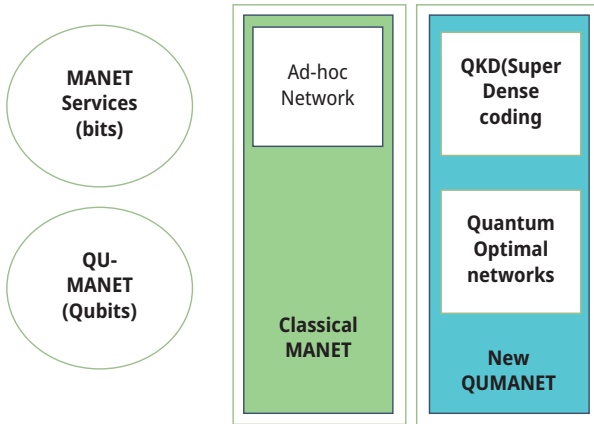 MANET
Services
(bits)
QU-
MANET
(Qubits)
Ad-hoc
Network
Classical
MANET
QKD(Super
Dense
coding
Quantum
Optimal
networks
New
QUMANET